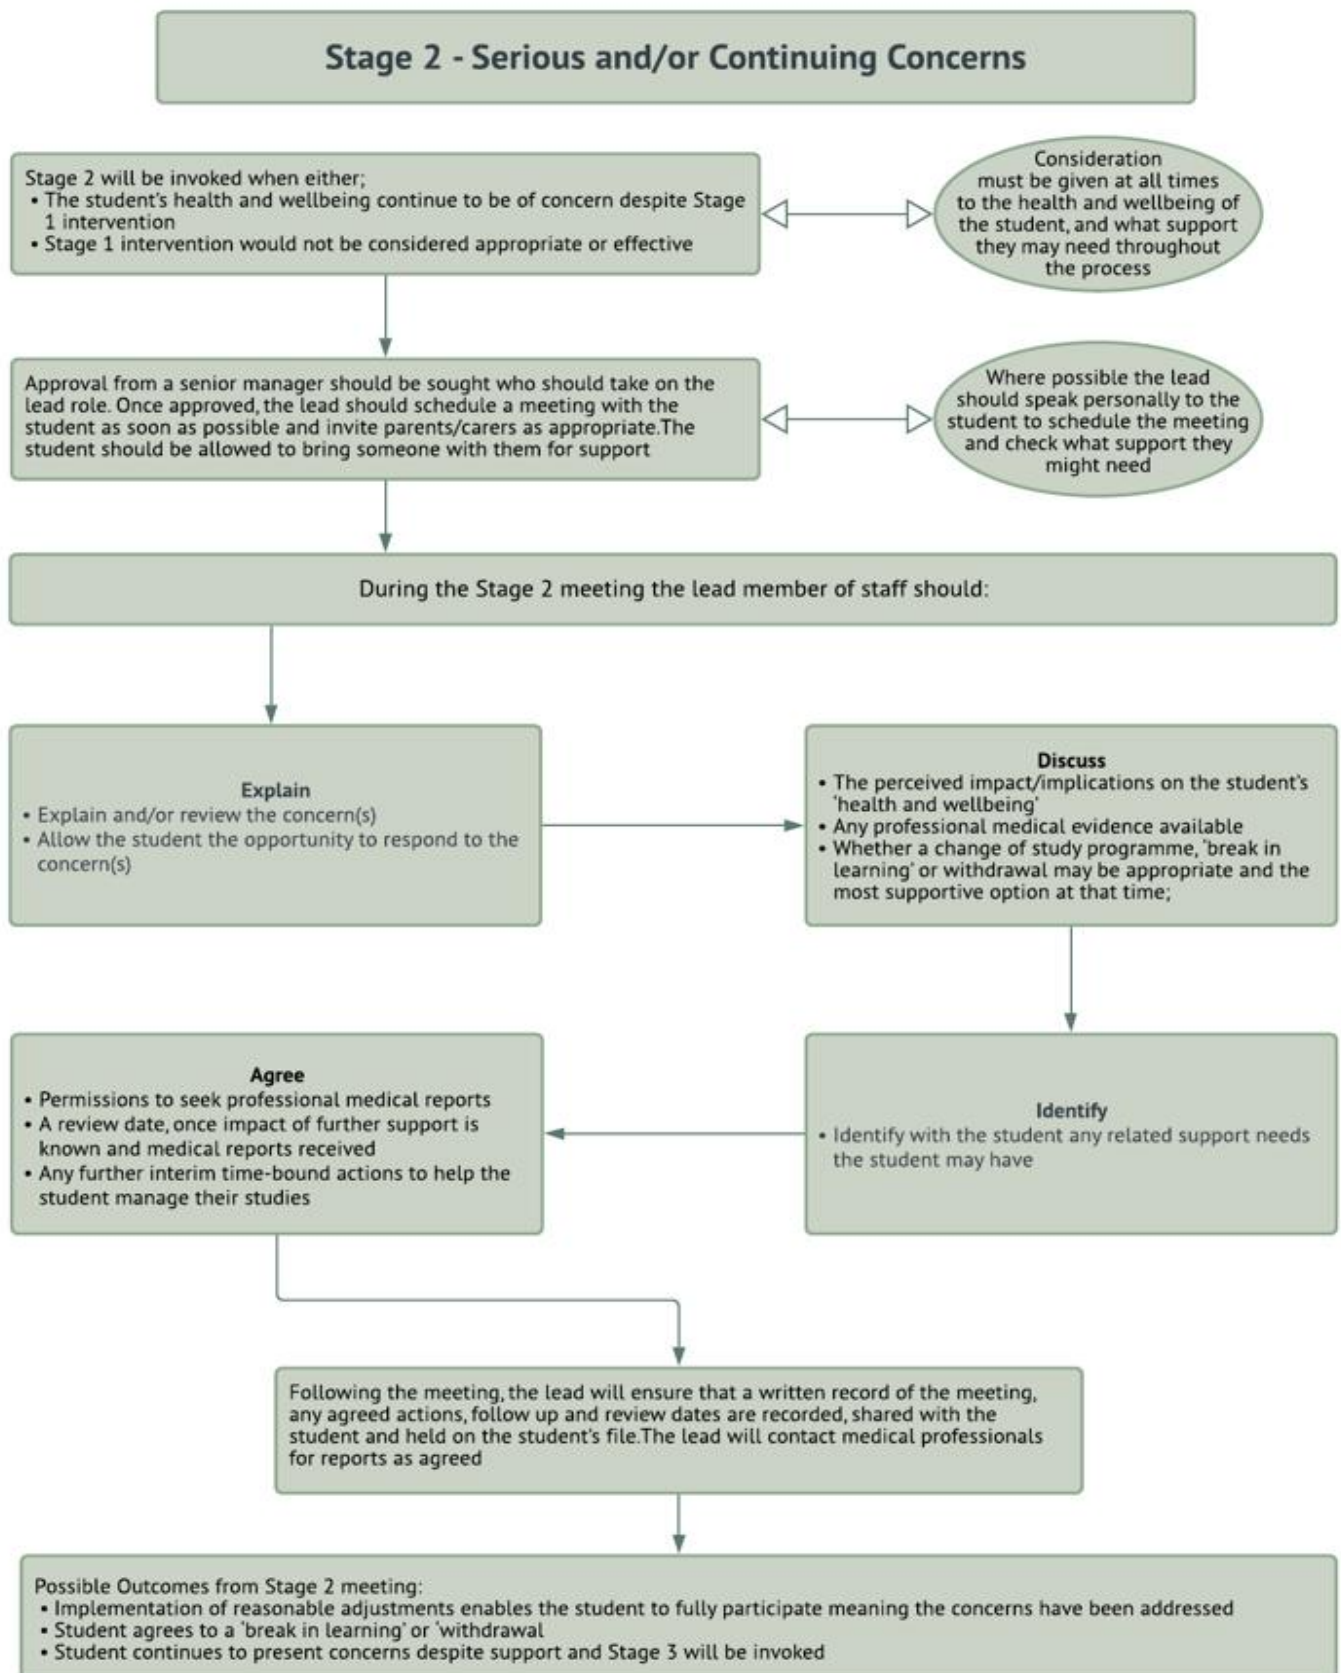 Stage 2 - Serious and/or Continuing Concerns
Stage 2 will be invoked when either;
• The student's health and wellbeing continue to be of concern despite Stage
1 intervention
• Stage 1 intervention would not be considered appropriate or effective
Consideration
must be given at all times
to the health and wellbeing of
the student, and what support
they may need throughout
the process
Approval from a senior manager should be sought who should take on the
lead role. Once approved, the lead should schedule a meeting with the
student as soon as possible and invite parents/carers as appropriate.The
student should be allowed to bring someone with them for support
Where possible the lead
should speak personally to the
student to schedule the meeting
and check what support they
might need
During the Stage 2 meeting the lead member of staff should:
Explain
• Explain and/or review the concern(s)
• Allow the student the opportunity to respond to the
concern(s)
Discuss
• The perceived impact/implications on the student's
'health and wellbeing'
• Any professional medical evidence available
• Whether a change of study programme, 'break in
learning' or withdrawal may be appropriate and the
most supportive option at that time;
Identify
• Identify with the student any related support needs
the student may have
Agree
• Permissions to seek professional medical reports
• A review date, once impact of further support is
known and medical reports received
• Any further interim time-bound actions to help the
student manage their studies
Following the meeting, the lead will ensure that a written record of the meeting,
any agreed actions, follow up and review dates are recorded, shared with the
student and held on the student's file.The lead will contact medical professionals
for reports as agreed
Possible Outcomes from Stage 2 meeting:
• Implementation of reasonable adjustments enables the student to fully participate meaning the concerns have been addressed
• Student agrees to a 'break in learning' or 'withdrawal
• Student continues to present concerns despite support and Stage 3 will be invoked